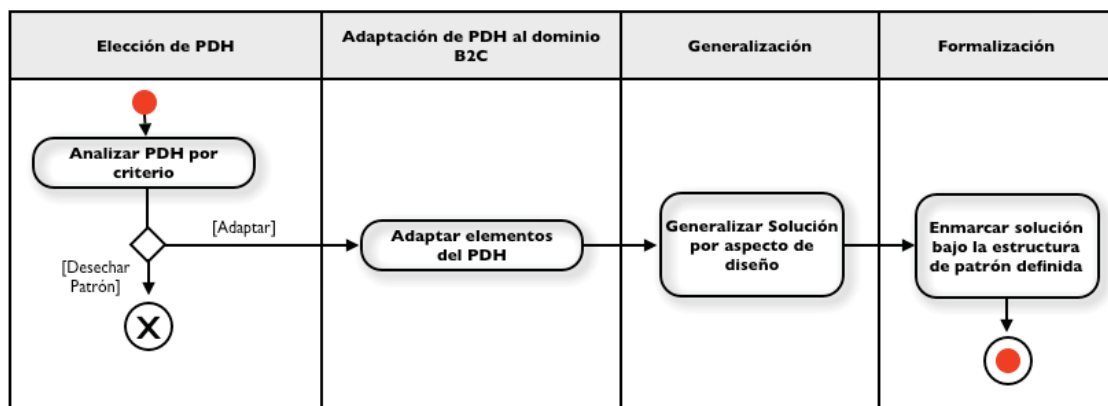 Elección de PDH
Adaptación de PDH al dominio
B2C
Generalización
Formalización
Analizar PDH por
criterio
[Adaptar]
[Desechar
Patrón]
X
Adaptar elementos
del PDH
Generalizar Solución
por aspecto de
diseño
Enmarcar solución
bajo la estructura
de patrón definida